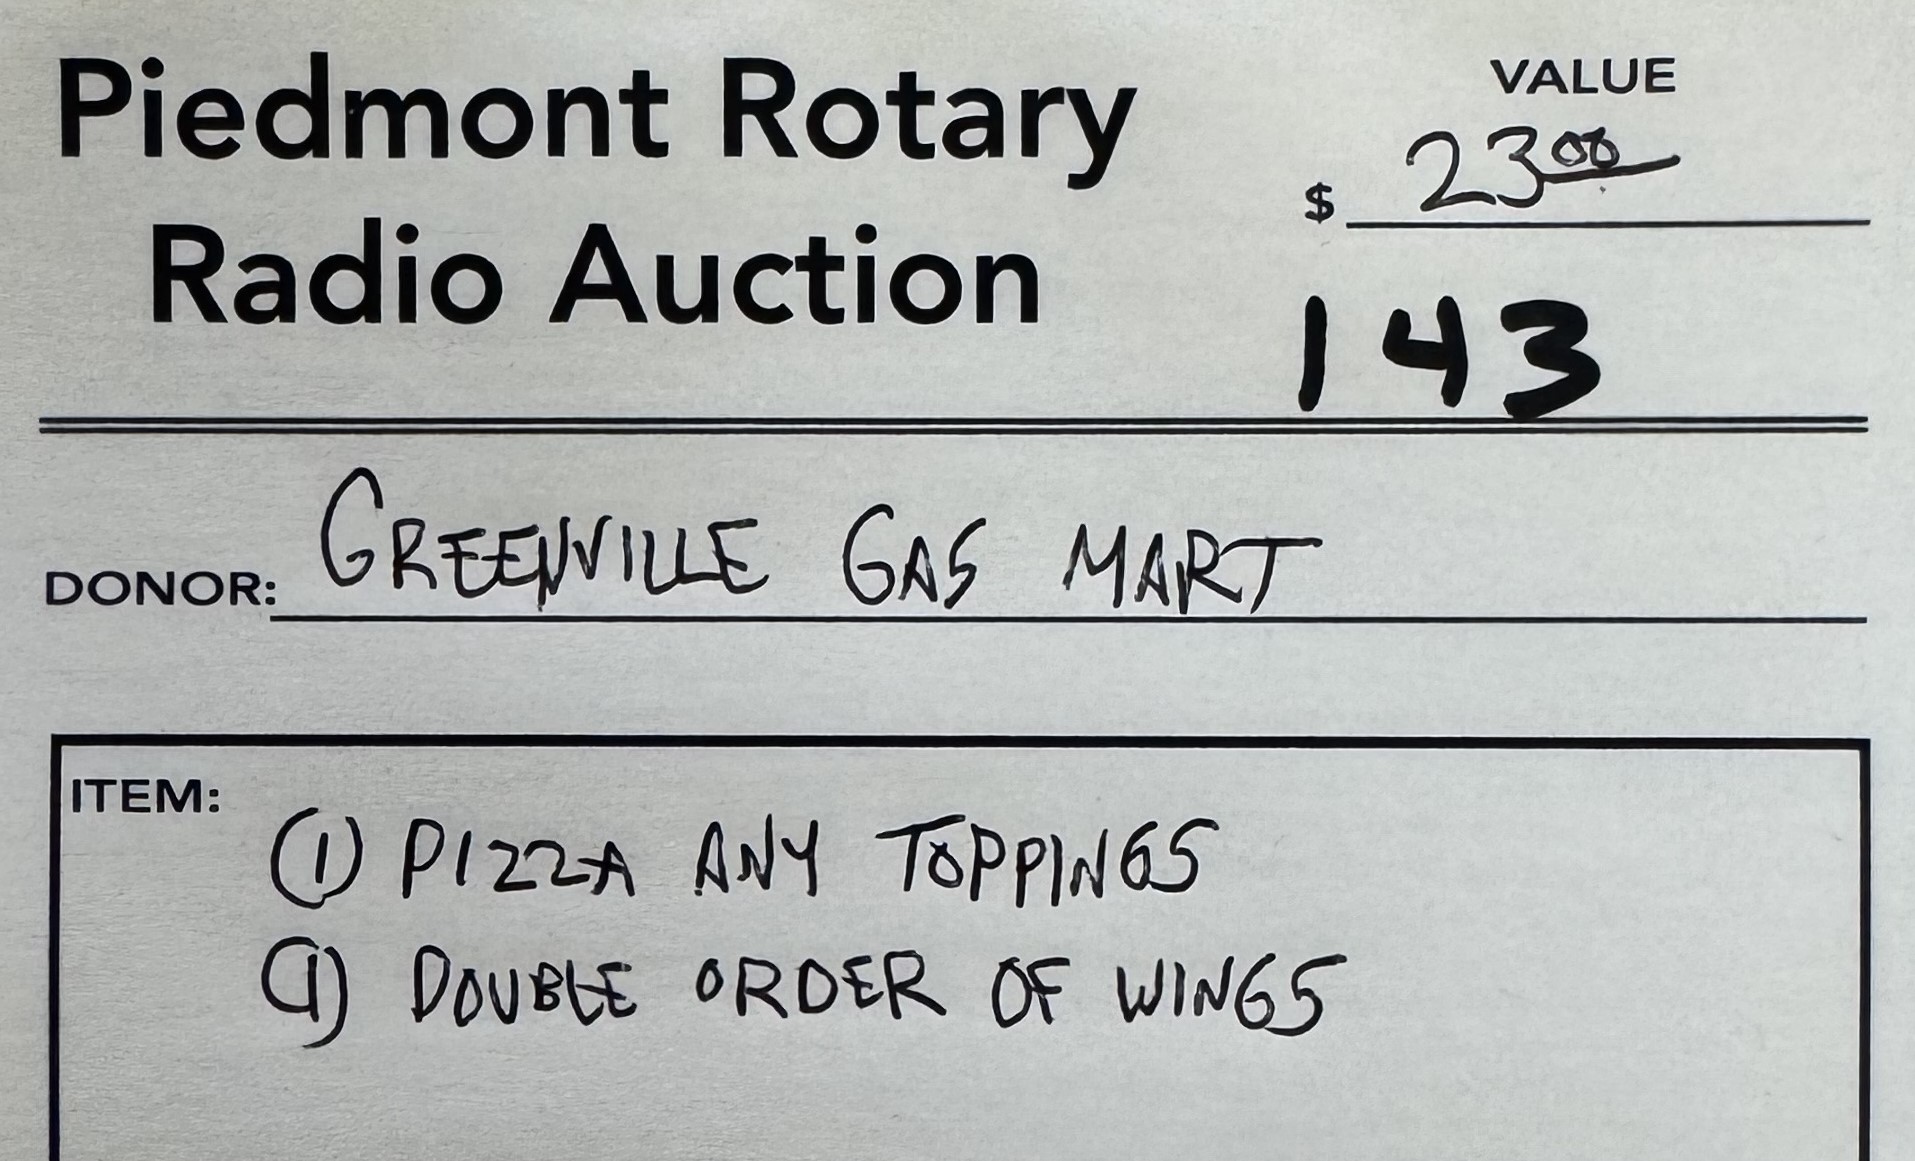 Piedmont Rotary
Radio Auction
VALUE
$ 23 00
143
DONOR: GREENVILLE GAS MART
ITEM:
(1) PIZZA ANY TOPPINGS
(1) DOUBLE ORDER OF WINGS